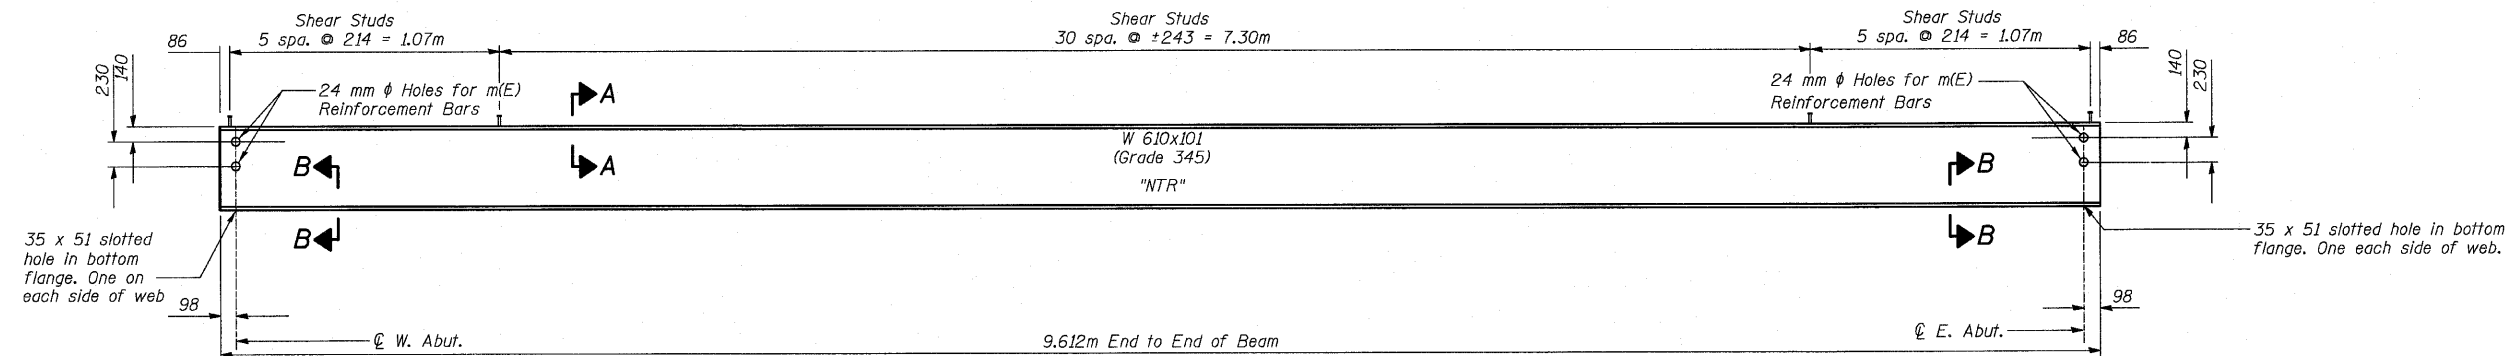 Shear Studs
5 spa. @ 214 = 1.07m
86
Shear Studs
30 spa. @ ±243 = 7.30m
Shear Studs
5 spa. @ 214 = 1.07m
86
230
140
24 mm ϕ Holes for m(E)
Reinforcement Bars
A
A
B
B
W 610x101
(Grade 345)
"NTR"
24 mm ϕ Holes for m(E)
Reinforcement Bars
140
230
B
B
35 x 51 slotted
hole in bottom
flange. One on
each side of web
98
℄ W. Abut.
9.612m End to End of Beam
℄ E. Abut.
98
35 x 51 slotted hole in bottom
flange. One each side of web.